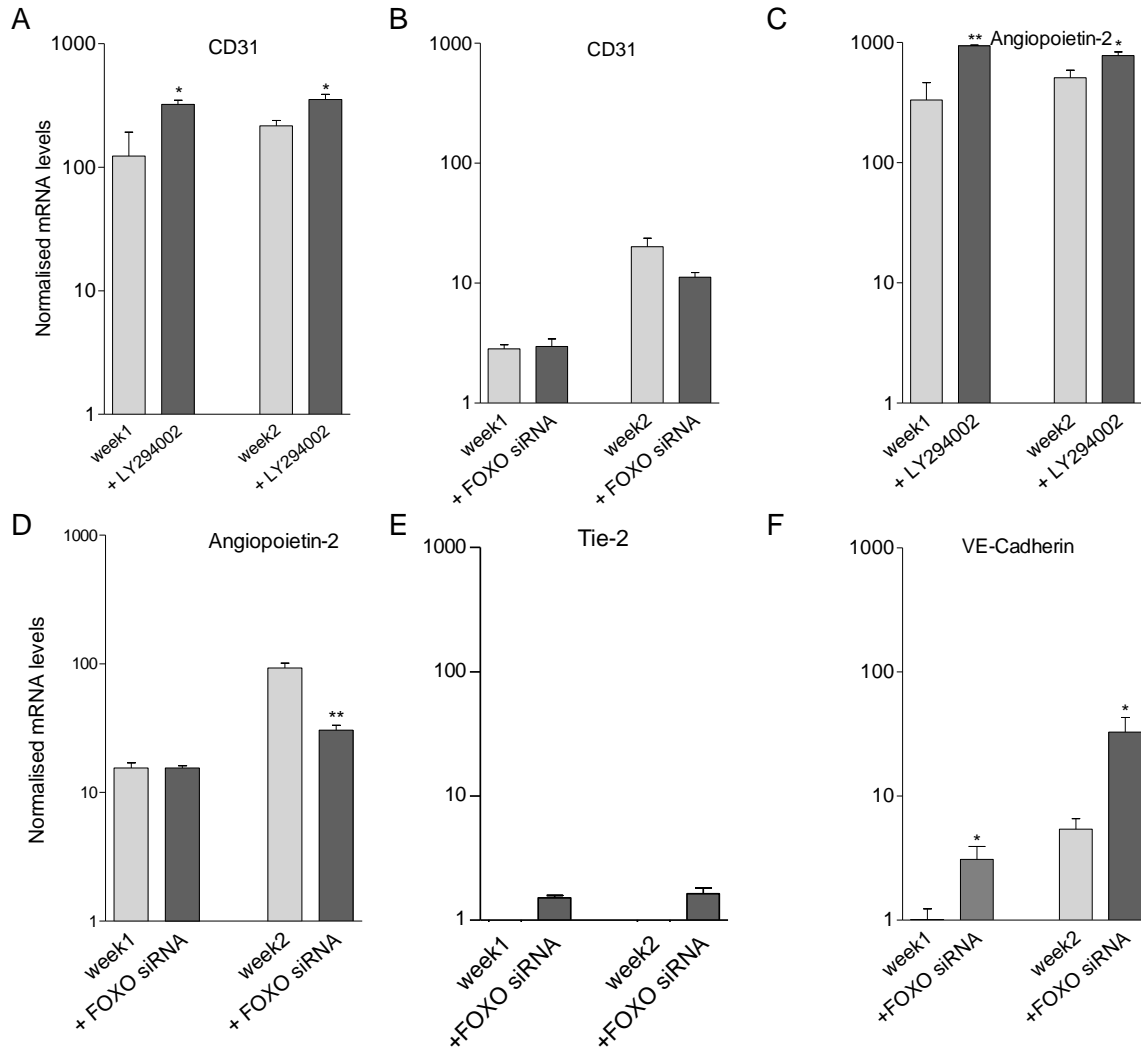 A
CD31
Normalised mRNA levels
1000
100
10
1
*
*
week1
+ LY294002
week2
+ LY294002
B
CD31
1000
100
10
1
week1
+ FOXO siRNA
week2
+ FOXO siRNA
C
Angiopoietin-2
1000
100
10
1
**
*
week1
+ LY294002
week2
+ LY294002
D
Angiopoietin-2
Normalised mRNA levels
1000
100
10
1
**
week1
+ FOXO siRNA
week2
+ FOXO siRNA
E
Tie-2
1000
100
10
1
week1
+FOXO siRNA
week2
+FOXO siRNA
F
VE-Cadherin
1000
100
10
1
*
*
week1
+FOXO siRNA
week2
+FOXO siRNA